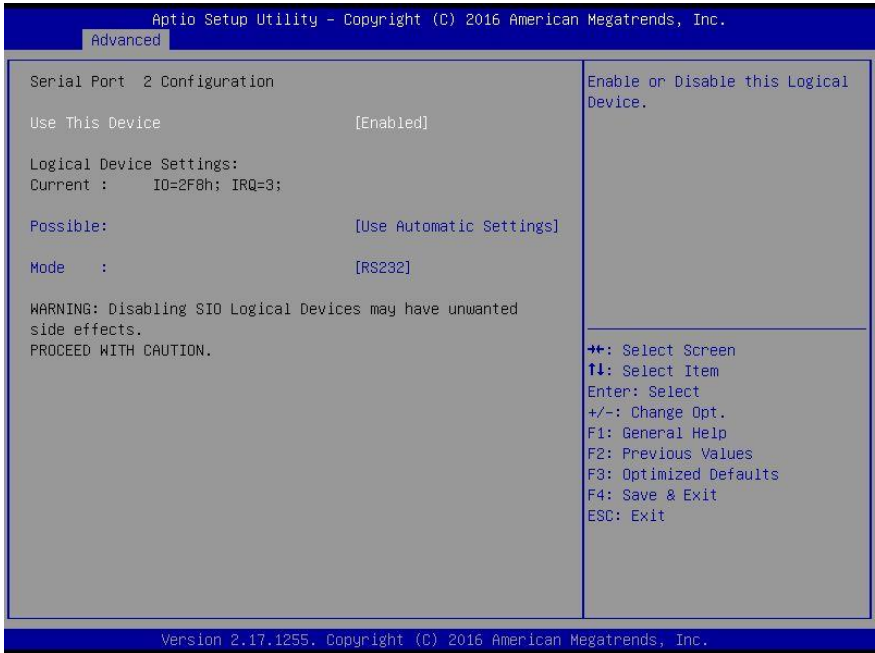 Aptio Setup Utility – Copyright (C) 2016 American Megatrends, Inc.
Advanced
Serial Port 2 Configuration
Use This Device [Enabled]
Logical Device Settings:
Current : IO=2F8h; IRQ=3;
Possible: [Use Automatic Settings]
Mode : [RS232]
WARNING: Disabling SIO Logical Devices may have unwanted
side effects.
PROCEED WITH CAUTION.
Enable or Disable this Logical
Device.
→←: Select Screen
↑↓: Select Item
Enter: Select
+/-: Change Opt.
F1: General Help
F2: Previous Values
F3: Optimized Defaults
F4: Save & Exit
ESC: Exit
Version 2.17.1255. Copyright (C) 2016 American Megatrends, Inc.